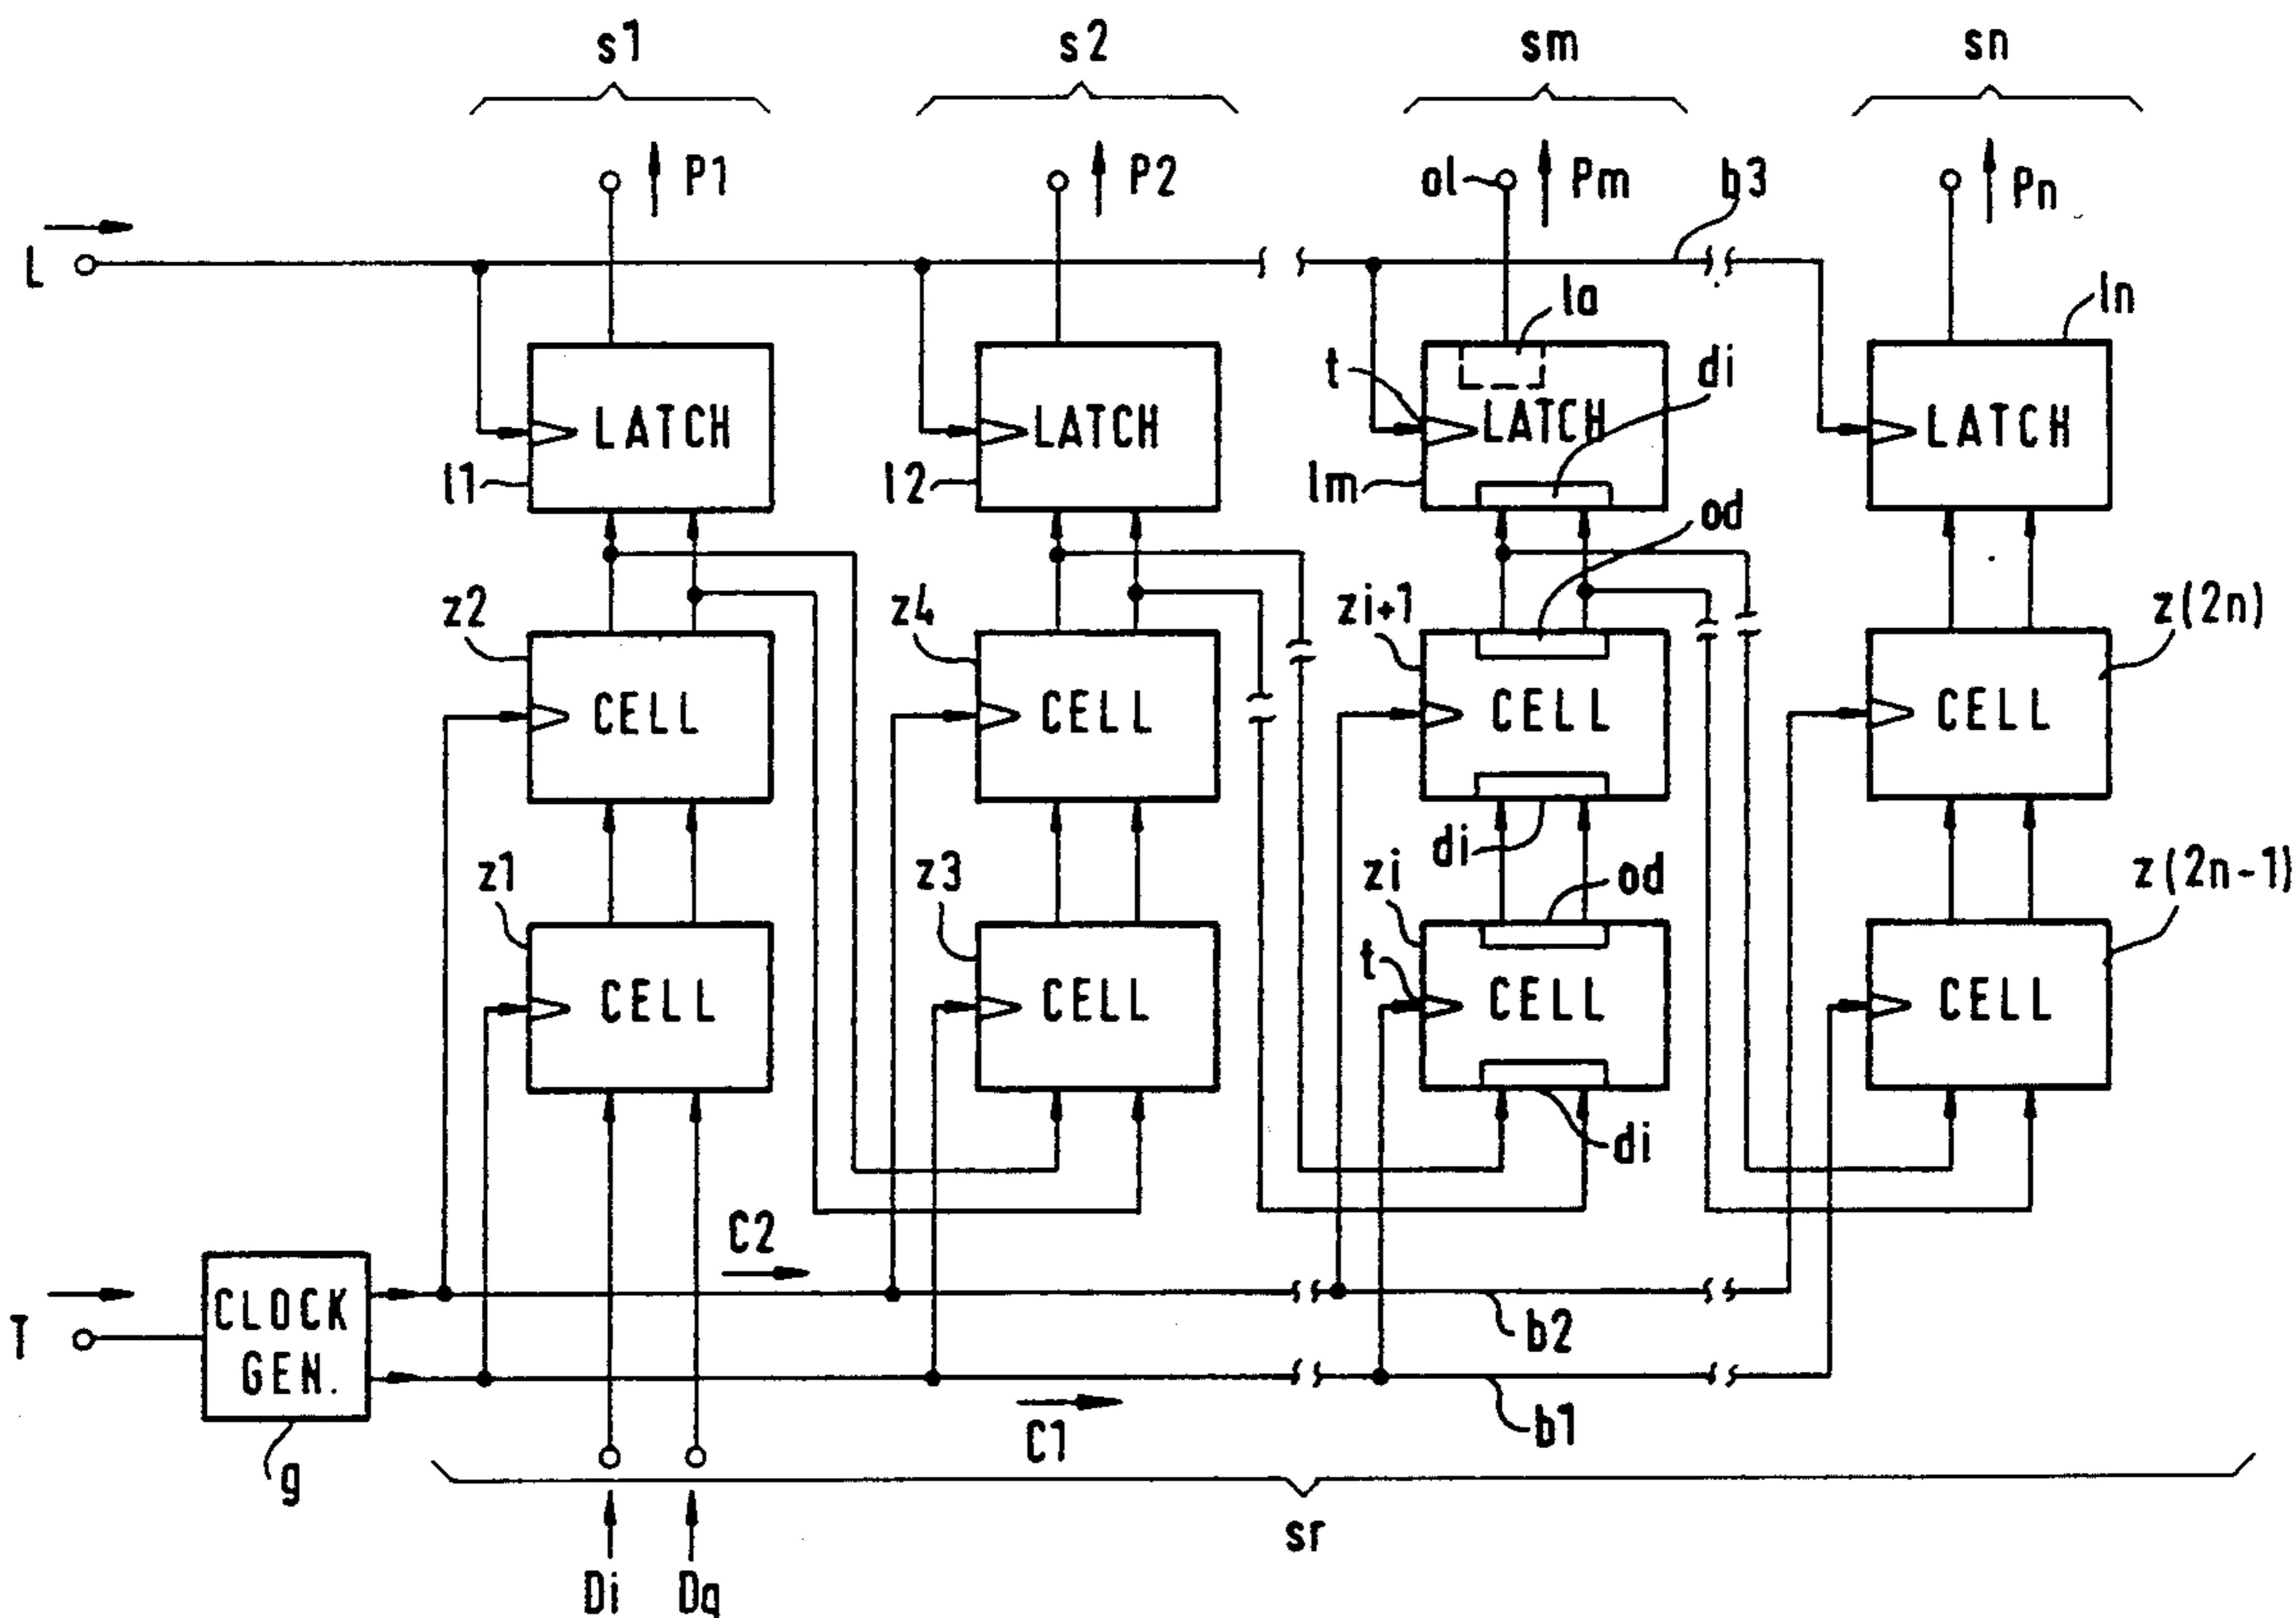 s1 s2 sm sn
P1 P2 ol Pm b3 Pn
L
la ln
t di
LATCH LATCH LATCH LATCH
l1 l2 lm
od
z2 z4 zi+1 z(2n)
CELL CELL CELL CELL
di
z1 z3 zi od z(2n-1)
t
CELL CELL CELL CELL
di
C2
T CLOCK GEN. b2
C1 b1
g
sr
Di Dq